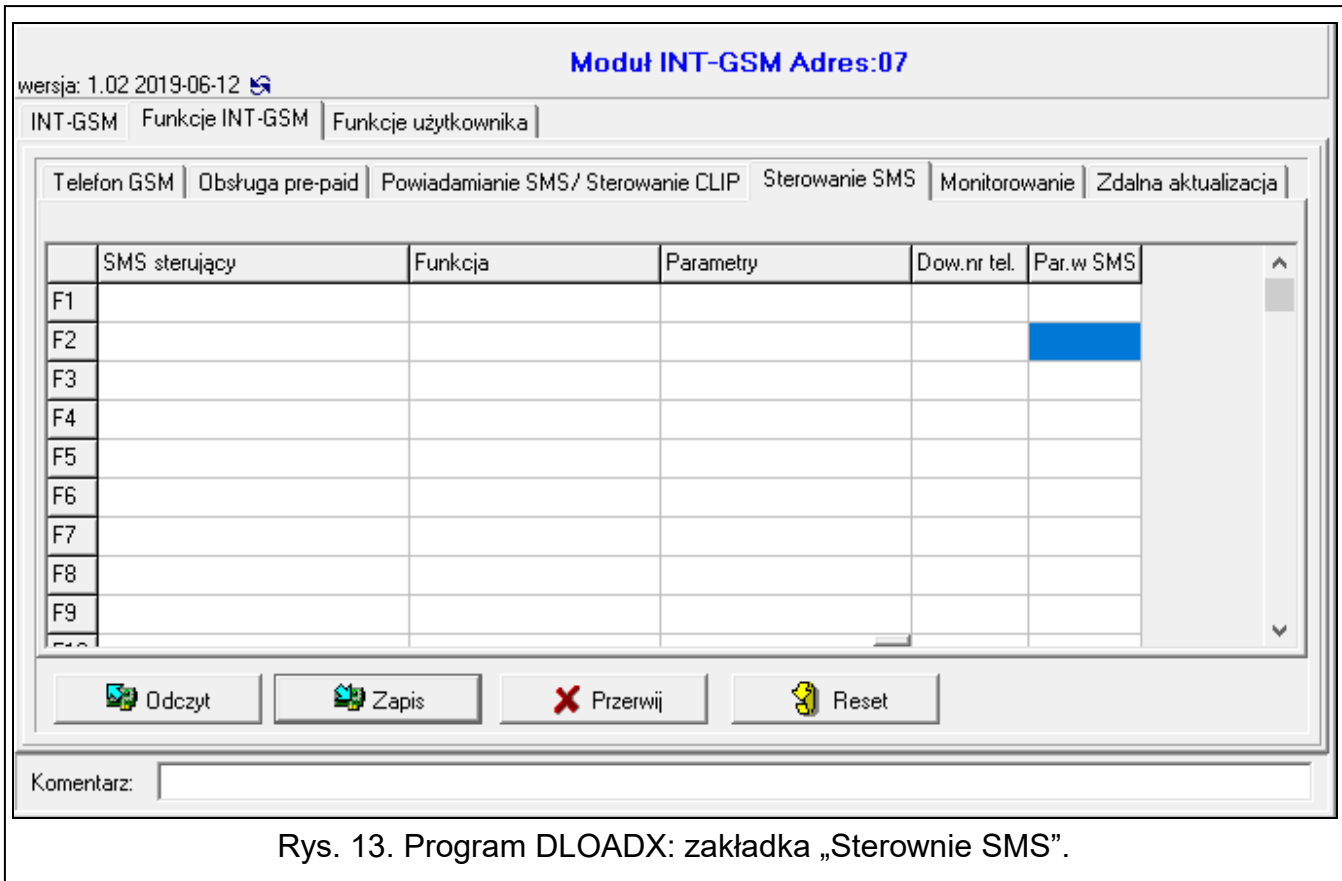 Moduł INT-GSM Adres:07
wersja: 1.02 2019-06-12
INT-GSM Funkcje INT-GSM Funkcje użytkownika
Telefon GSM Obsługa pre-paid Powiadamianie SMS/ Sterowanie CLIP Sterowanie SMS Monitorowanie Zdalna aktualizacja
SMS sterujący Funkcja Parametry Dow.nr tel. Par.w SMS
F1
F2
F3
F4
F5
F6
F7
F8
F9
Odczyt Zapis Przerwij Reset
Komentarz:
Rys. 13. Program DLOADX: zakładka „Sterownie SMS”.